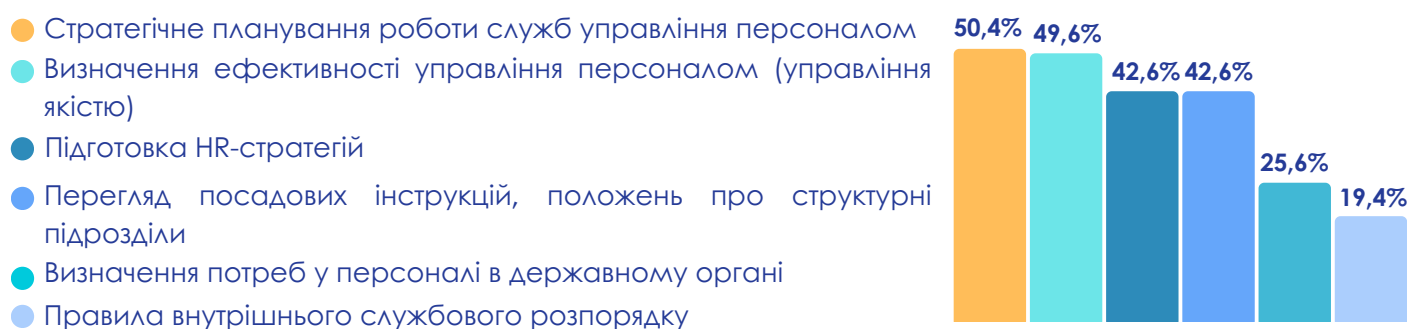 Стратегічне планування роботи служб управління персоналом
Визначення ефективності управління персоналом (управління
якістю)
Підготовка HR-стратегій
Перегляд посадових інструкцій, положень про структурні
підрозділи
Визначення потреб у персоналі в державному органі
Правила внутрішнього службового розпорядку
50,4%
49,6%
42,6%
42,6%
25,6%
19,4%